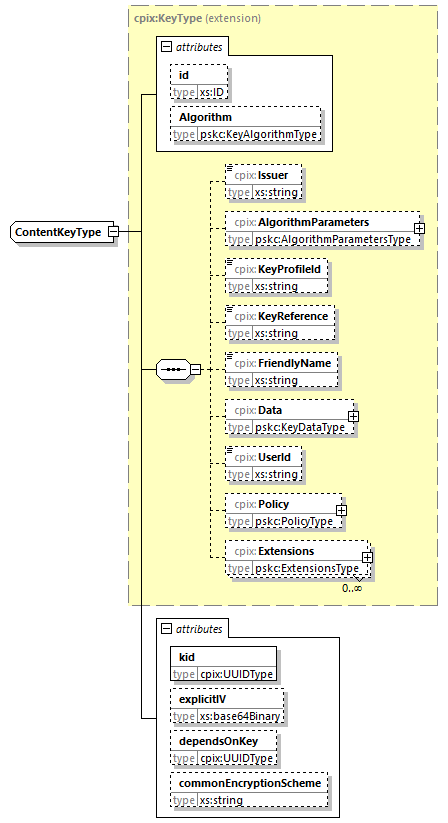 cpix:KeyType (extension)
attributes
id
type xs:ID
Algorithm
type pskc:KeyAlgorithmType
cpix:Issuer
type xs:string
ContentKeyType
cpix:AlgorithmParameters
type pskc:AlgorithmParametersType
cpix:KeyProfileId
type xs:string
cpix:KeyReference
type xs:string
cpix:FriendlyName
type xs:string
cpix:Data
type pskc:KeyDataType
cpix:UserId
type xs:string
cpix:Policy
type pskc:PolicyType
cpix:Extensions
type pskc:ExtensionsType
0..∞
attributes
kid
type cpix:UUIDType
explicitIV
type xs:base64Binary
dependsOnKey
type cpix:UUIDType
commonEncryptionScheme
type xs:string